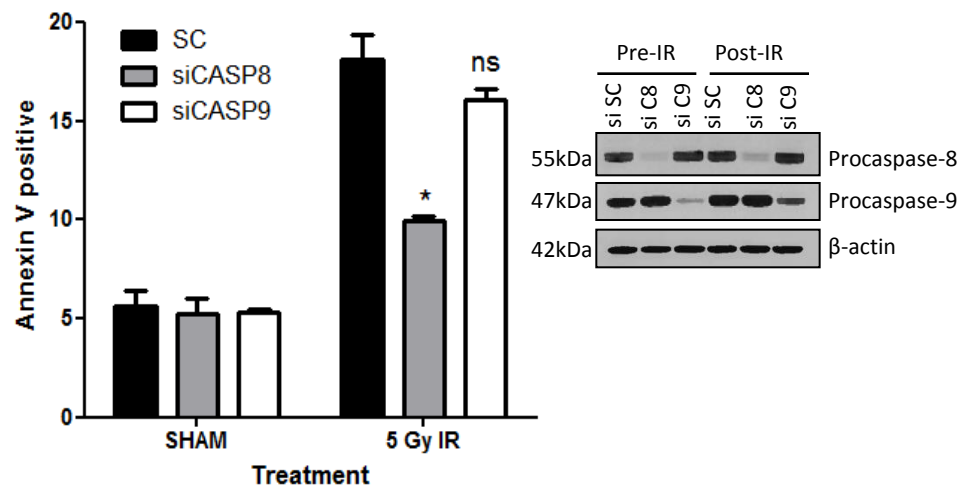 20
15
10
5
0
Annexin V positive
SC
siCASP8
siCASP9
*
ns
SHAM
5 Gy IR
Treatment
Pre-IR Post-IR
si SC
si C8
si C9
si SC
si C8
si C9
55kDa Procaspase-8
47kDa Procaspase-9
42kDa β-actin